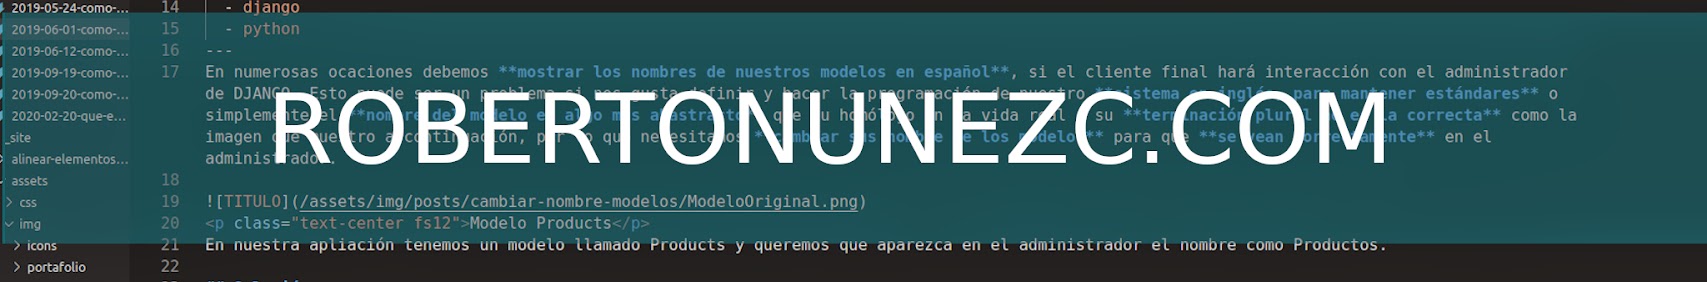 2019-05-24-como-... 14 - django
2019-06-01-como-... 15 - python
2019-06-12-como-... 16 ---
2019-09-19-como-... 17 En numerosas ocaciones debemos **mostrar los nombres de nuestros modelos en español**, si el cliente final hará interacción con el administrador
2019-09-20-como-... de DJANGO. Esto puede ser un problema si nos gusta definir y hacer la programación de nuestro **sistema en inglés para mantener estándares** o
2020-02-20-que-e... simplemente el **nombre del modelo es algo más abstracto que su homólogo en la vida real su **terminación plural no es la correcta** como la
ROBERTONUNEZC.COM
_site imagen que nuestro a continuación, por lo que necesitamos **cambiar sus nombre de los modelos** para que **se vean correctamente** en el
alinear-elementos... administrador.
assets 18
css 19 ![TITULO](/assets/img/posts/cambiar-nombre-modelos/ModeloOriginal.png)
img 20 <p class="text-center fs12">Modelo Products</p>
icons 21 En nuestra apliación tenemos un modelo llamado Products y queremos que aparezca en el administrador el nombre como Productos.
portafolio 22